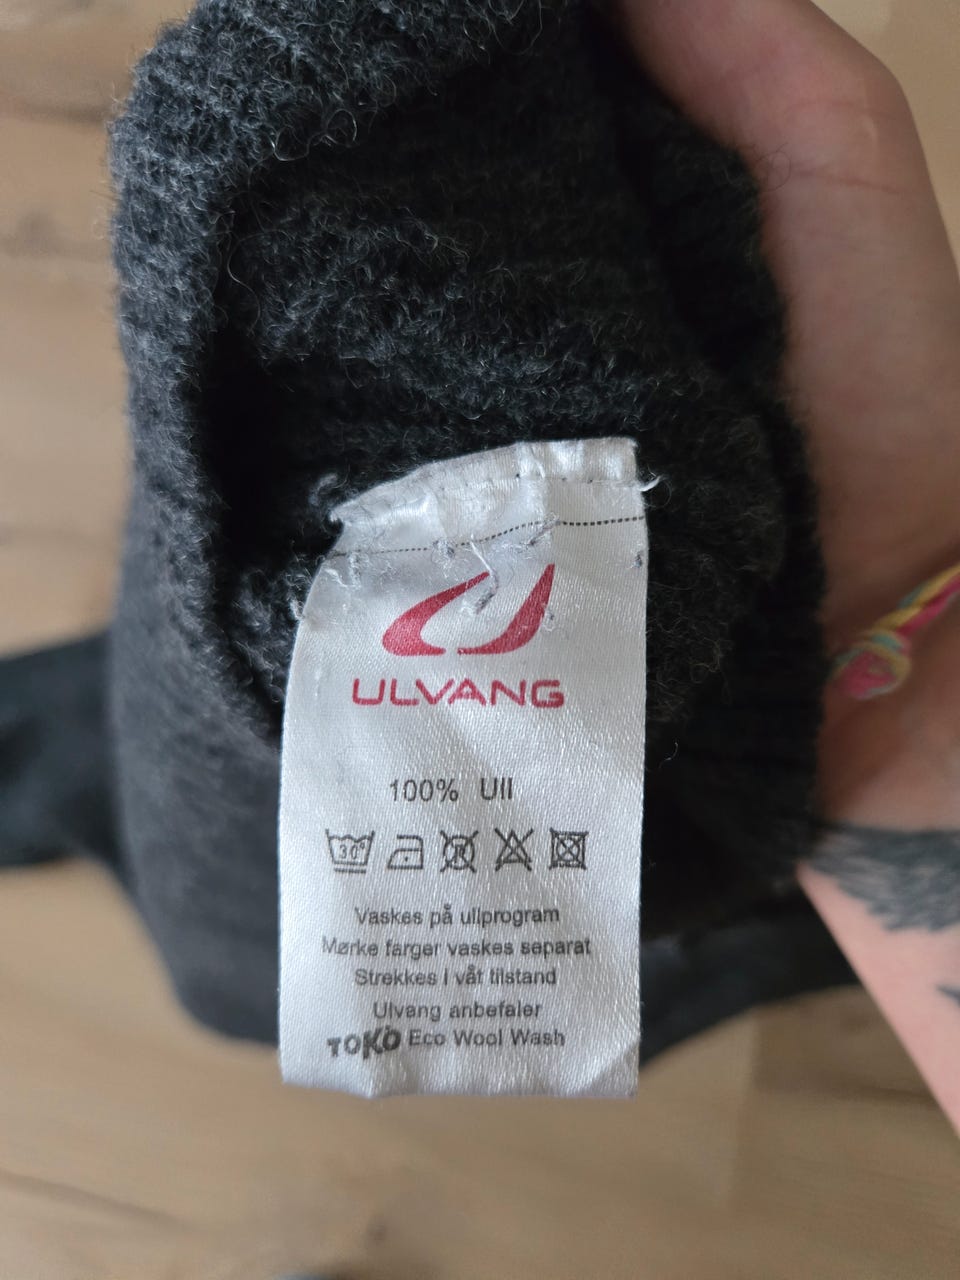 ULVANG
100% Ull
30°
Vaskes på ullprogram
Mørke farger vaskes separat
Strekkes i våt tilstand
Ulvang anbefaler
TOKO Eco Wool Wash